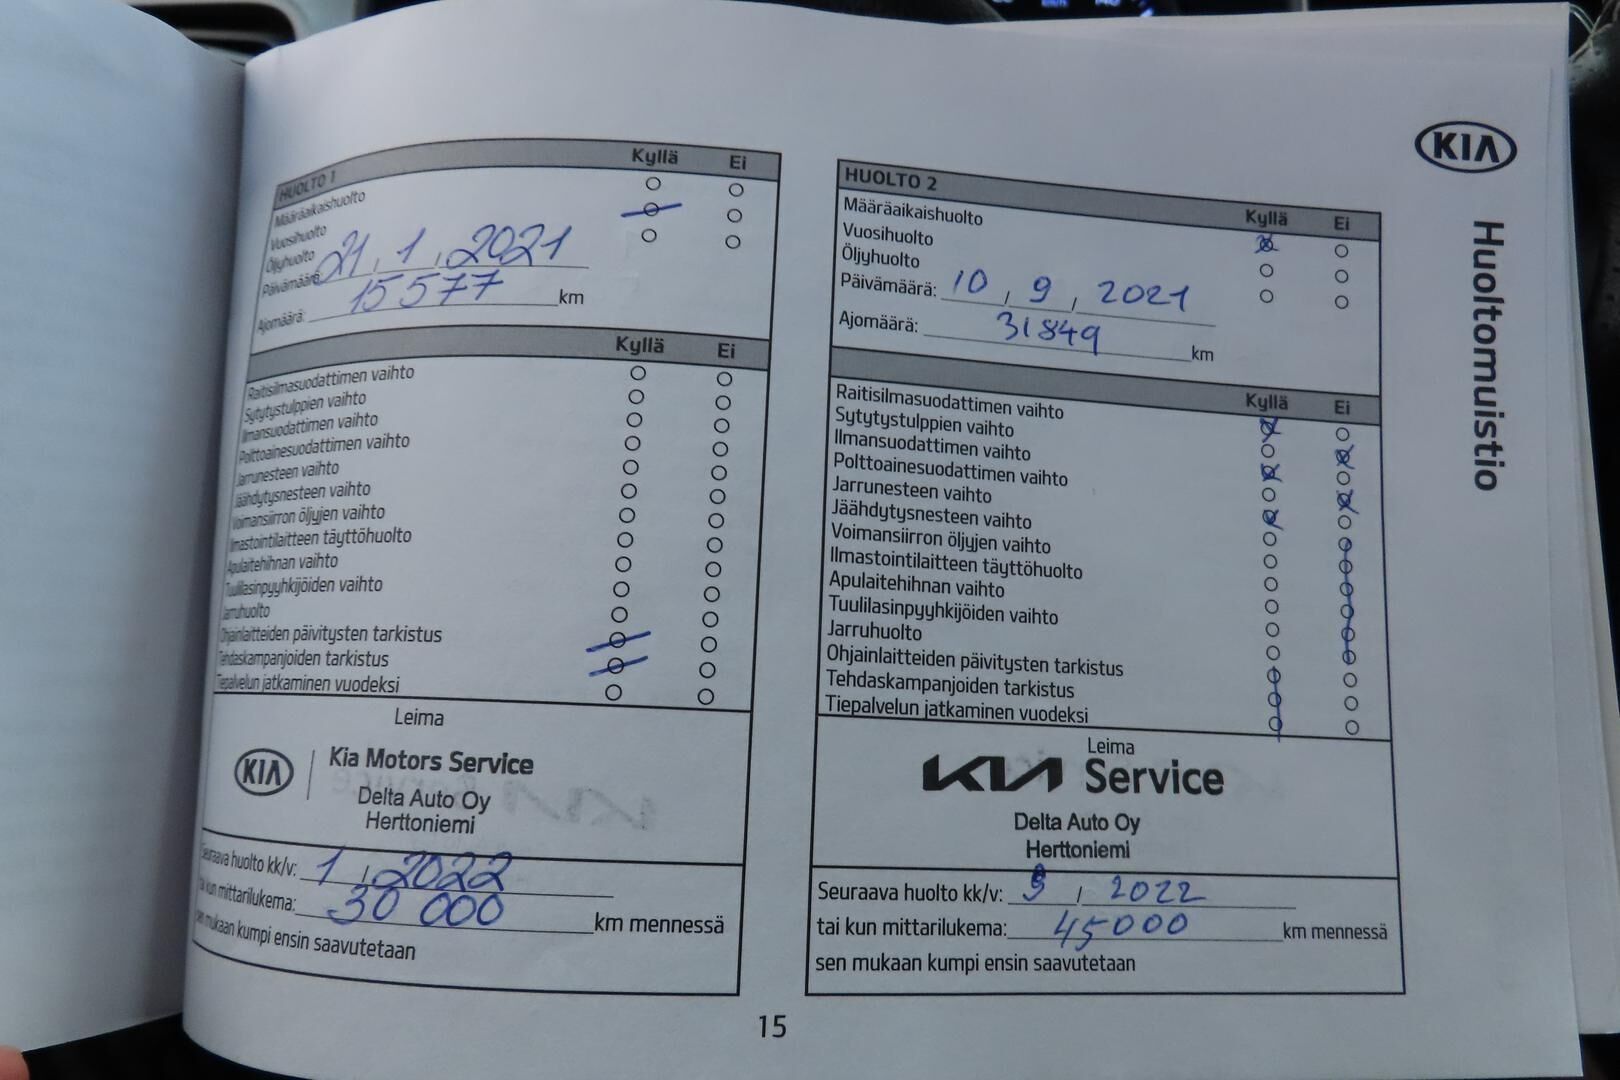 KIA
Huoltomuistio
HUOLTO 1 Kyllä Ei
Määräaikaishuolto
Vuosihuolto
Öljyhuolto
Päivämäärä 21 , 1 , 2021
Ajomäärä: 15 577 km
Kyllä Ei
Raitisilmasuodattimen vaihto
Sytytystulppien vaihto
Ilmansuodattimen vaihto
Polttoainesuodattimen vaihto
Jarrunesteen vaihto
Jäähdytysnesteen vaihto
Voimansiirron öljyjen vaihto
Ilmastointilaitteen täyttöhuolto
Apulaitehihnan vaihto
Tuulilasinpyyhkijöiden vaihto
Jarruhuolto
Ohjainlaitteiden päivitysten tarkistus
Tehdaskampanjoiden tarkistus
Tiepalvelun jatkaminen vuodeksi
Leima
KIA Kia Motors Service
Delta Auto Oy
Herttoniemi
Seuraava huolto kk/v: 1 , 2022
tai kun mittarilukema: 30 000 km mennessä
sen mukaan kumpi ensin saavutetaan
HUOLTO 2 Kyllä Ei
Määräaikaishuolto
Vuosihuolto
Öljyhuolto
Päivämäärä: 10 , 9 , 2021
Ajomäärä: 31849 km
Kyllä Ei
Raitisilmasuodattimen vaihto
Sytytystulppien vaihto
Ilmansuodattimen vaihto
Polttoainesuodattimen vaihto
Jarrunesteen vaihto
Jäähdytysnesteen vaihto
Voimansiirron öljyjen vaihto
Ilmastointilaitteen täyttöhuolto
Apulaitehihnan vaihto
Tuulilasinpyyhkijöiden vaihto
Jarruhuolto
Ohjainlaitteiden päivitysten tarkistus
Tehdaskampanjoiden tarkistus
Tiepalvelun jatkaminen vuodeksi
Leima
KIA Service
Delta Auto Oy
Herttoniemi
Seuraava huolto kk/v: 9 , 2022
tai kun mittarilukema: 45000 km mennessä
sen mukaan kumpi ensin saavutetaan
15